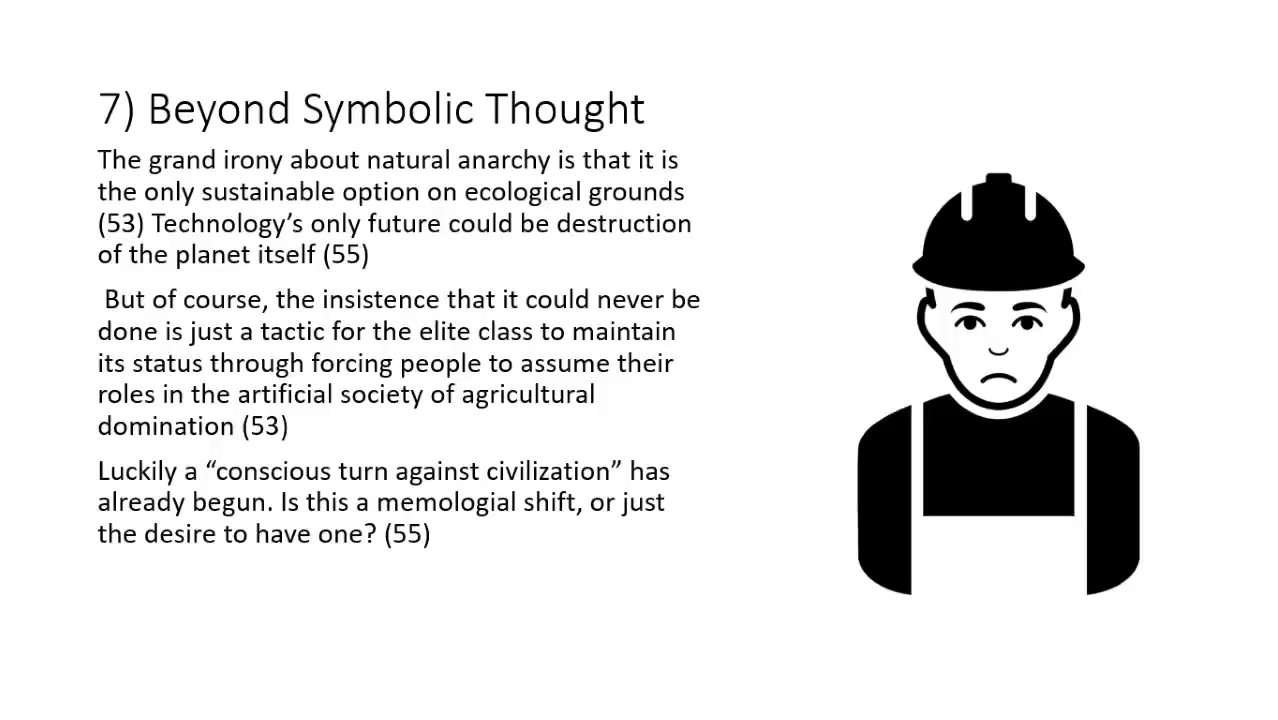 7) Beyond Symbolic Thought
The grand irony about natural anarchy is that it is
the only sustainable option on ecological grounds
(53) Technology’s only future could be destruction
of the planet itself (55)
But of course, the insistence that it could never be
done is just a tactic for the elite class to maintain
its status through forcing people to assume their
roles in the artificial society of agricultural
domination (53)
Luckily a “conscious turn against civilization” has
already begun. Is this a memologial shift, or just
the desire to have one? (55)